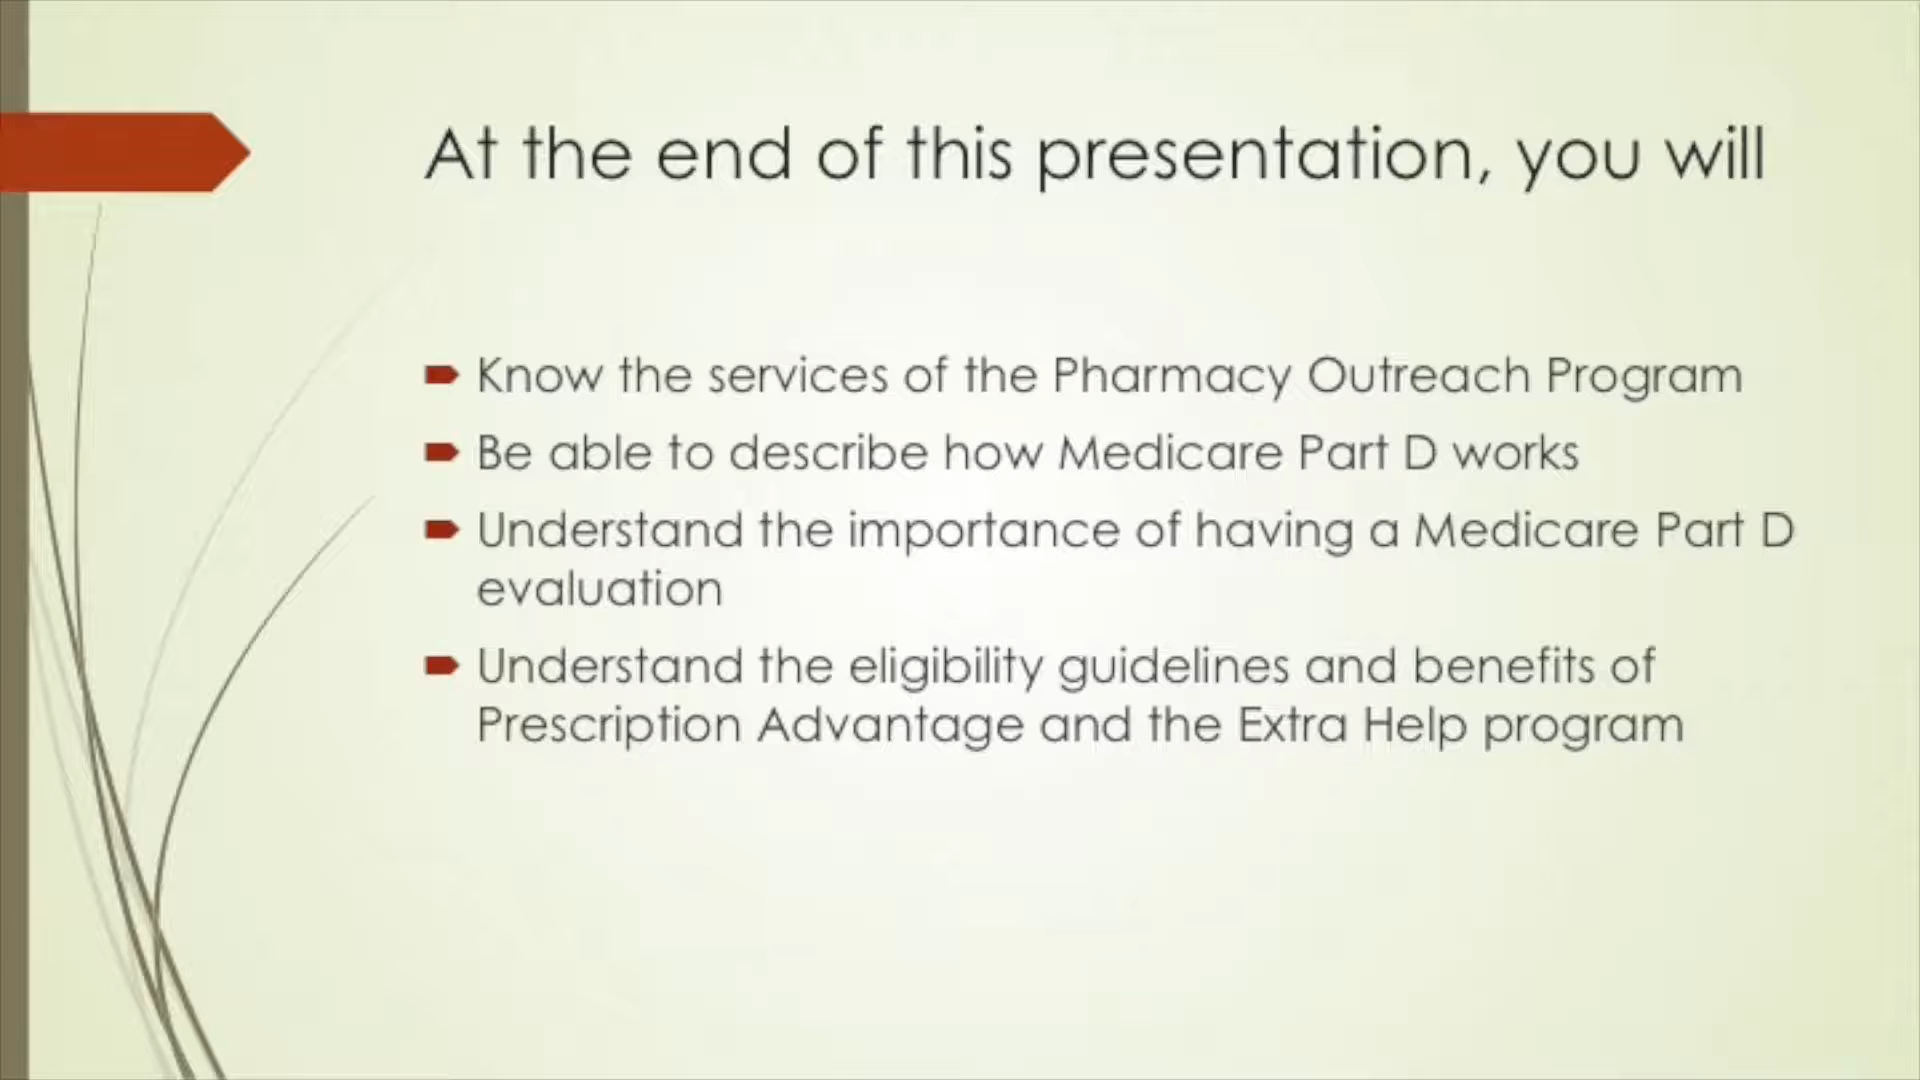 At the end of this presentation, you will
Know the services of the Pharmacy Outreach Program
Be able to describe how Medicare Part D works
Understand the importance of having a Medicare Part D
evaluation
Understand the eligibility guidelines and benefits of
Prescription Advantage and the Extra Help program